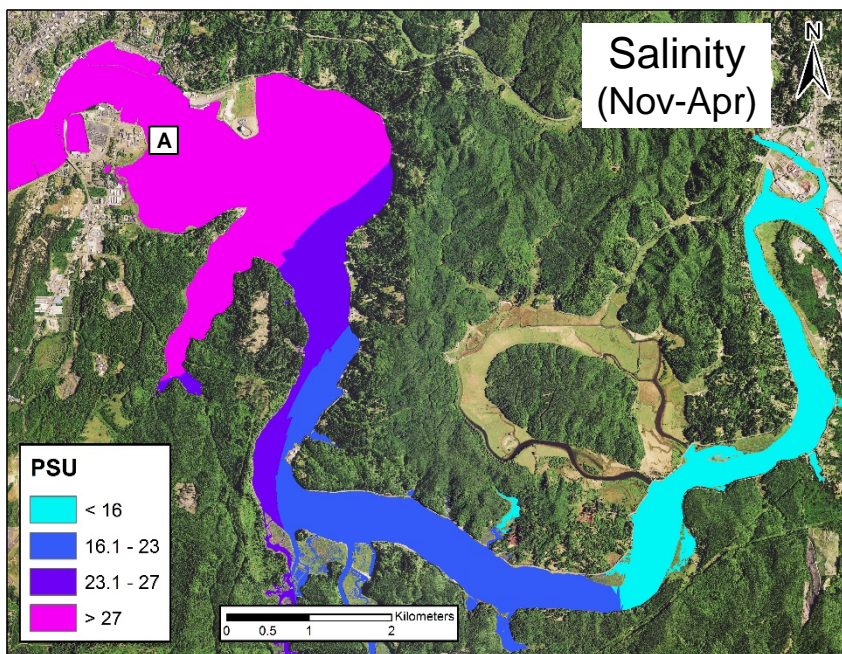 Salinity
(Nov-Apr)
N
A
PSU
< 16
16.1 - 23
23.1 - 27
> 27
Kilometers
0 0.5 1 2